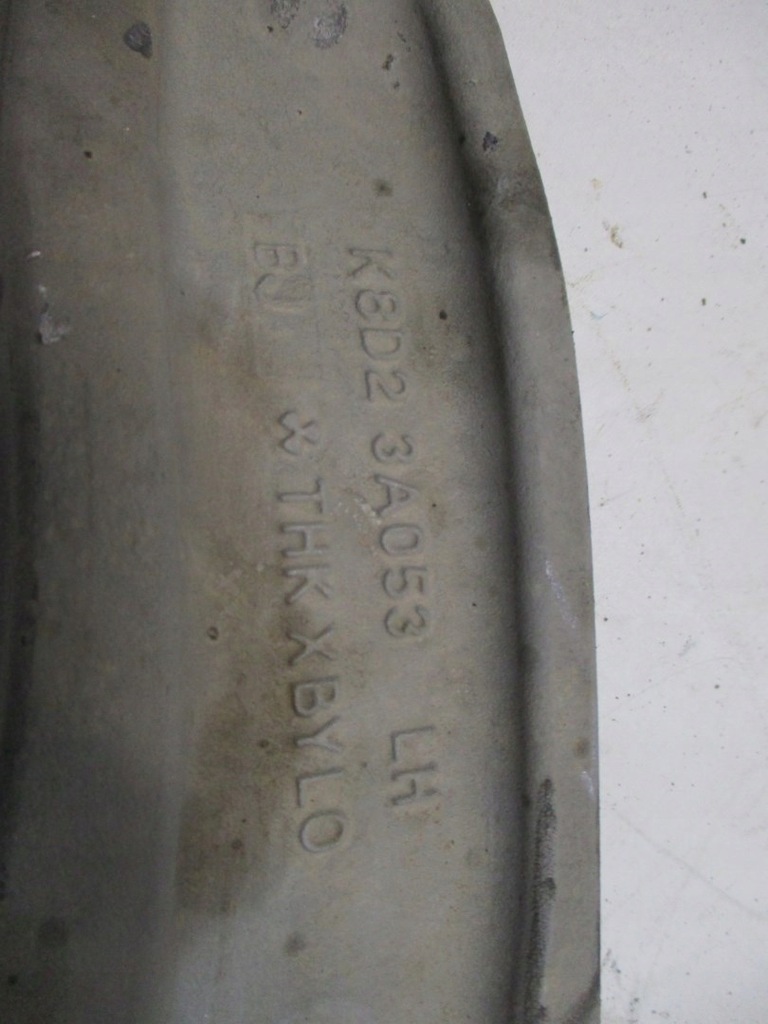 K8D2 3A053 LH
THK XBYLO